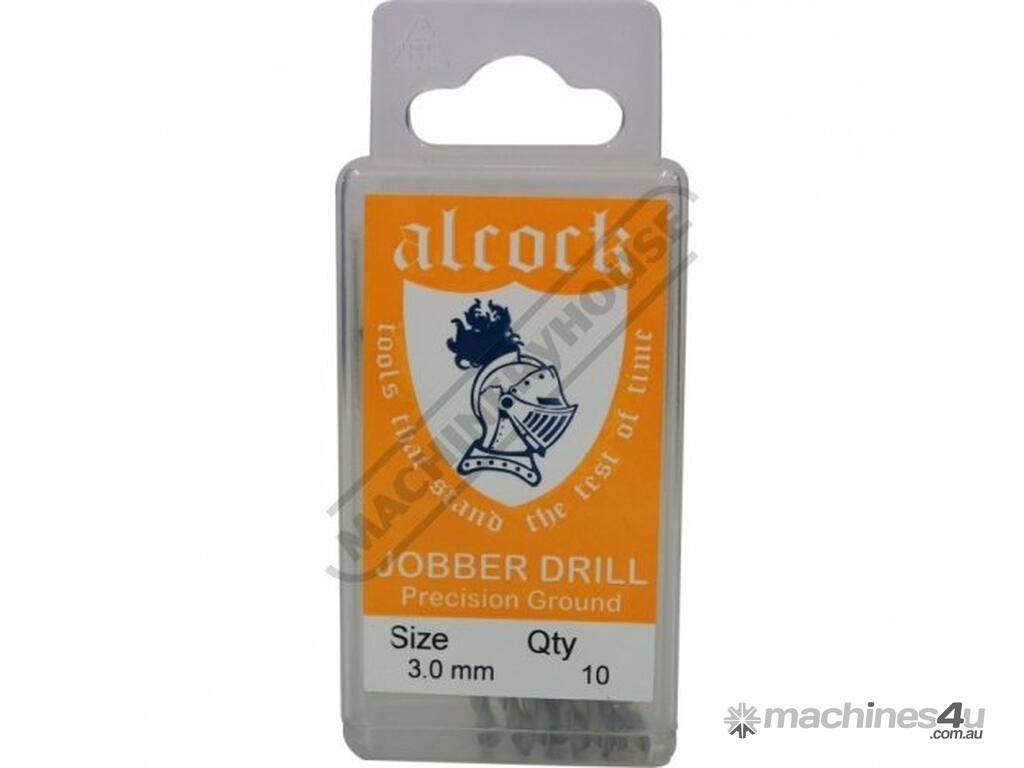 alcock
tools that stand the test of time
JOBBER DRILL
Precision Ground
Size Qty
3.0 mm 10
MACHINERYHOUSE
machines4u
.com.au